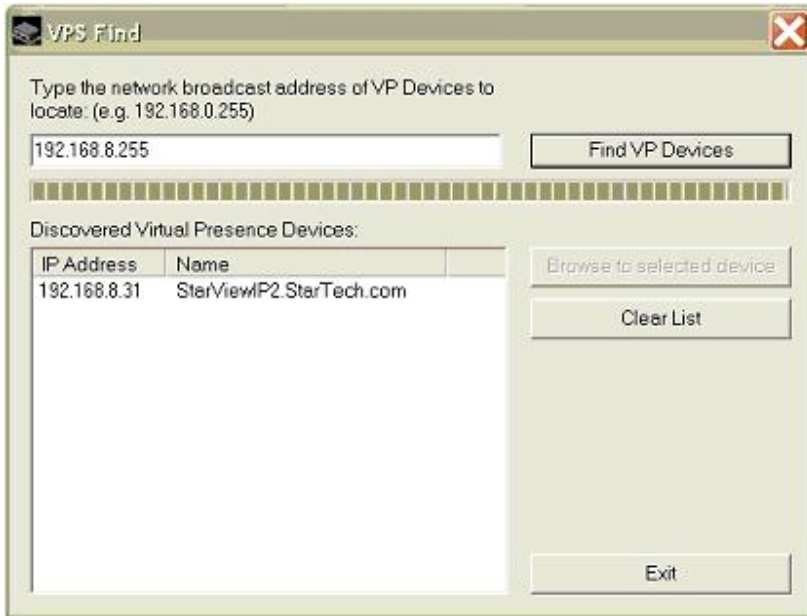 VPS Find
Type the network broadcast address of VP Devices to
locate: (e.g. 192.168.0.255)
192.168.8.255
Find VP Devices
Discovered Virtual Presence Devices:
IP Address Name
192.168.8.31 StarViewIP2.StarTech.com
Browse to selected device
Clear List
Exit